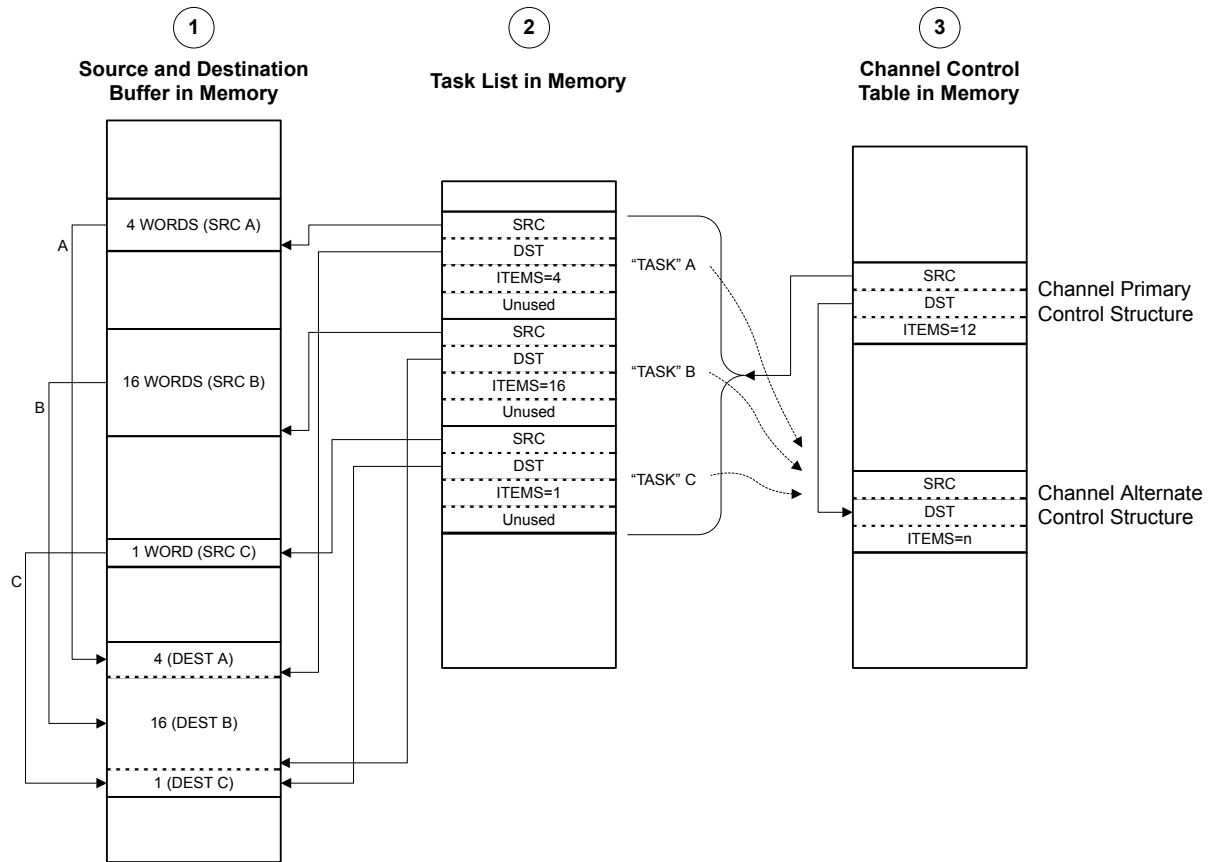 1
Source and Destination
Buffer in Memory
4 WORDS (SRC A)
A
16 WORDS (SRC B)
B
1 WORD (SRC C)
C
4 (DEST A)
16 (DEST B)
1 (DEST C)
2
Task List in Memory
SRC
DST
ITEMS=4
Unused
SRC
DST
ITEMS=16
Unused
SRC
DST
ITEMS=1
Unused
“TASK” A
“TASK” B
“TASK” C
3
Channel Control
Table in Memory
SRC
DST
ITEMS=12
Channel Primary
Control Structure
SRC
DST
ITEMS=n
Channel Alternate
Control Structure